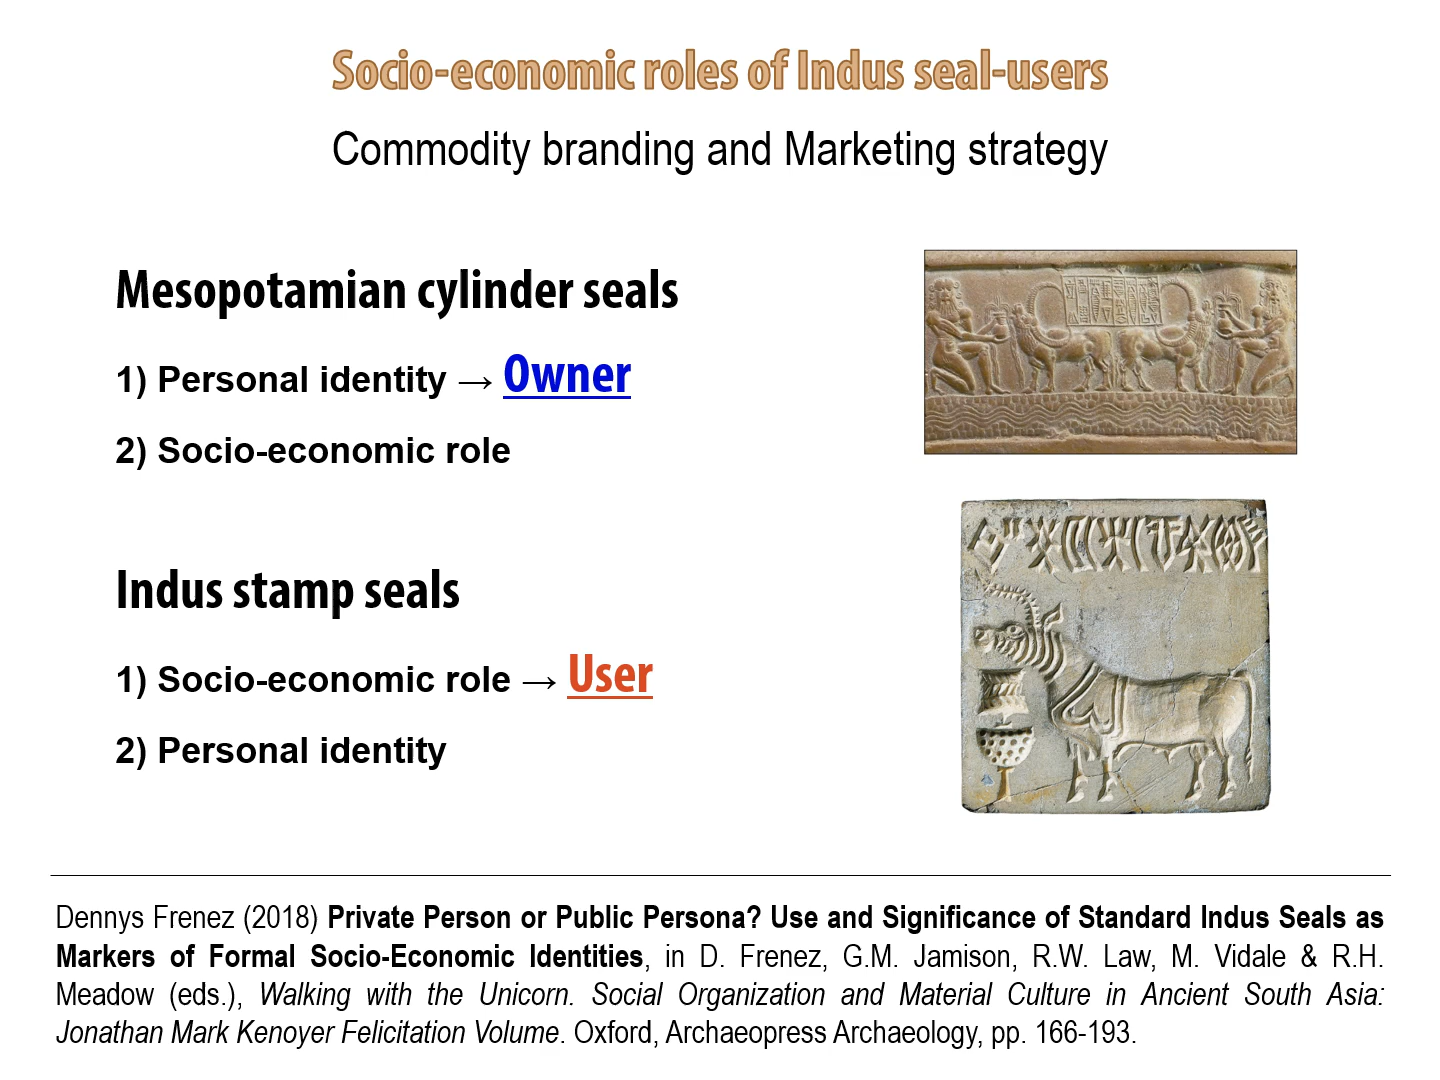 Socio-economic roles of Indus seal-users
Commodity branding and Marketing strategy
Mesopotamian cylinder seals
1) Personal identity → Owner
2) Socio-economic role
Indus stamp seals
1) Socio-economic role → User
2) Personal identity
Dennys Frenez (2018) Private Person or Public Persona? Use and Significance of Standard Indus Seals as
Markers of Formal Socio-Economic Identities, in D. Frenez, G.M. Jamison, R.W. Law, M. Vidale & R.H.
Meadow (eds.), Walking with the Unicorn. Social Organization and Material Culture in Ancient South Asia:
Jonathan Mark Kenoyer Felicitation Volume. Oxford, Archaeopress Archaeology, pp. 166-193.